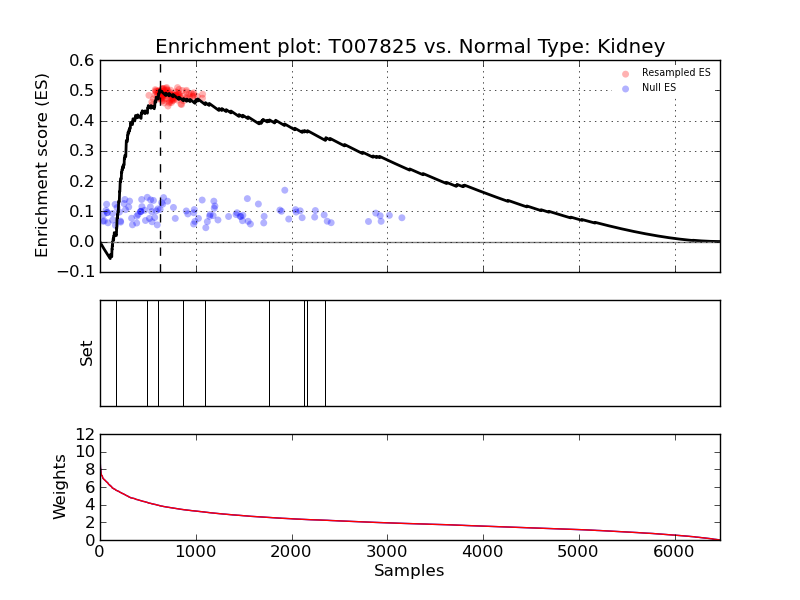 Enrichment plot: T007825 vs. Normal Type: Kidney
Enrichment score (ES)
0.6
0.5
0.4
0.3
0.2
0.1
0.0
−0.1
Resampled ES
Null ES
Set
Weights
12
10
8
6
4
2
0
0 1000 2000 3000 4000 5000 6000
Samples